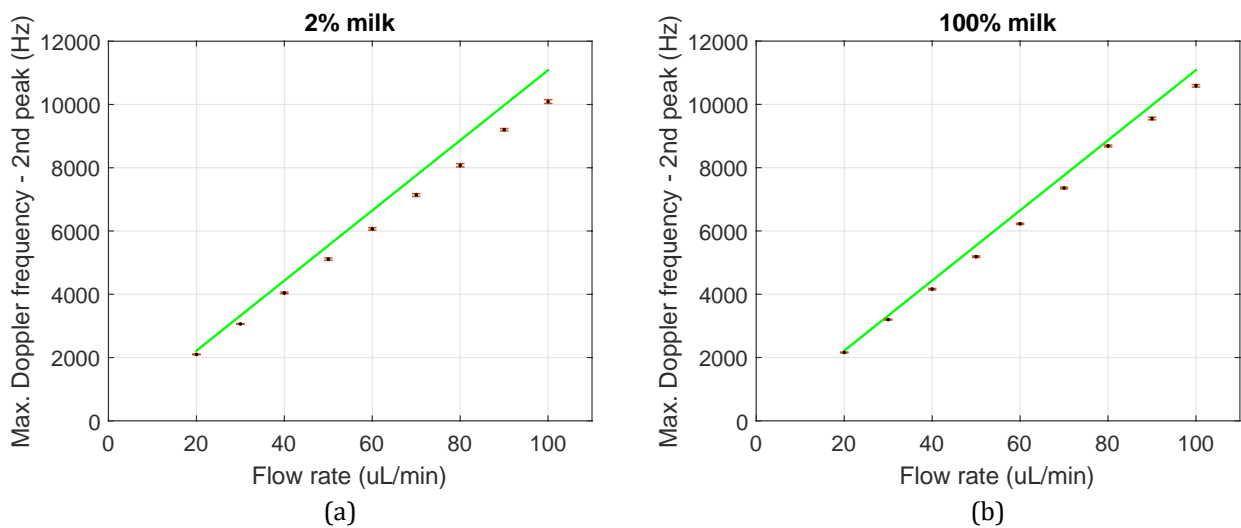 2% milk
Max. Doppler frequency - 2nd peak (Hz)
12000
10000
8000
6000
4000
2000
0
0 20 40 60 80 100
Flow rate (uL/min)
(a)
100% milk
Max. Doppler frequency - 2nd peak (Hz)
12000
10000
8000
6000
4000
2000
0
0 20 40 60 80 100
Flow rate (uL/min)
(b)